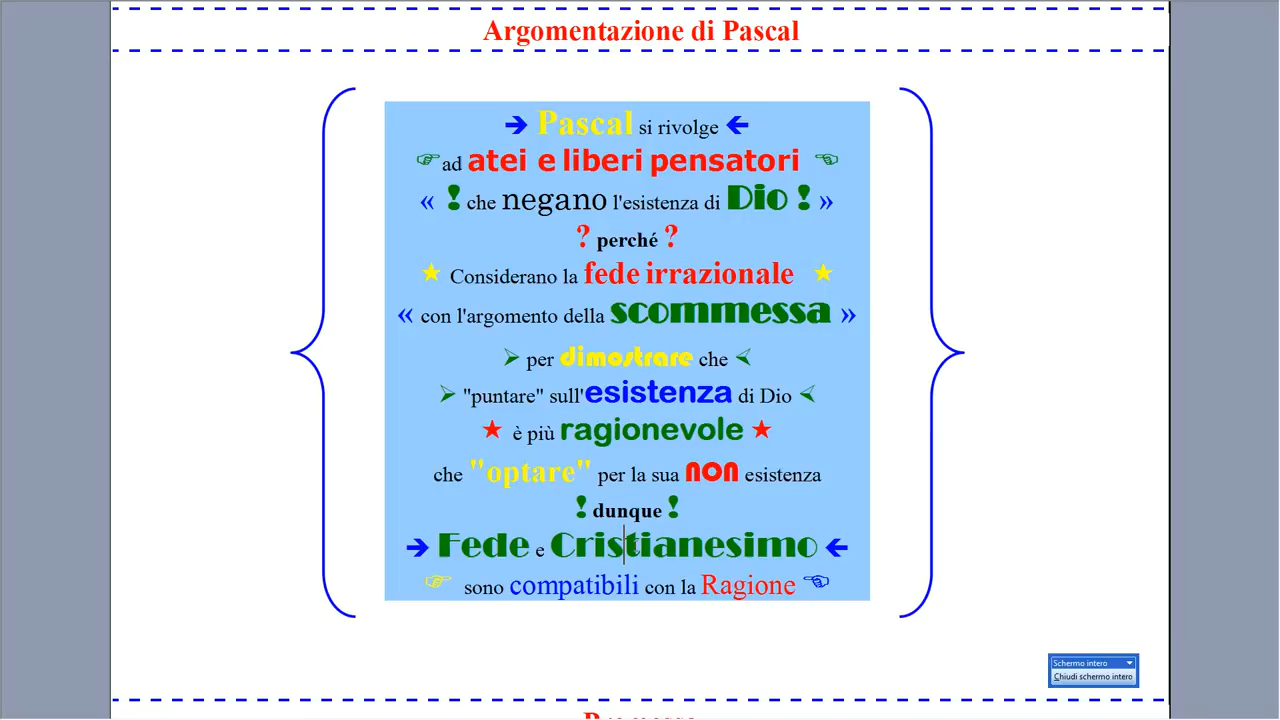 Argomentazione di Pascal
➔ Pascal si rivolge ←
☞ ad atei e liberi pensatori ☜
« ! che negano l'esistenza di Dio ! »
? perché ?
★ Considerano la fede irrazionale ★
« con l'argomento della scommessa »
➢ per dimostrare che ⮘
➢ "puntare" sull'esistenza di Dio ⮘
★ è più ragionevole ★
che "optare" per la sua non esistenza
! dunque !
➔ Fede e Cristianesimo ←
☞ sono compatibili con la Ragione ☜
Schermo intero
Chiudi schermo intero